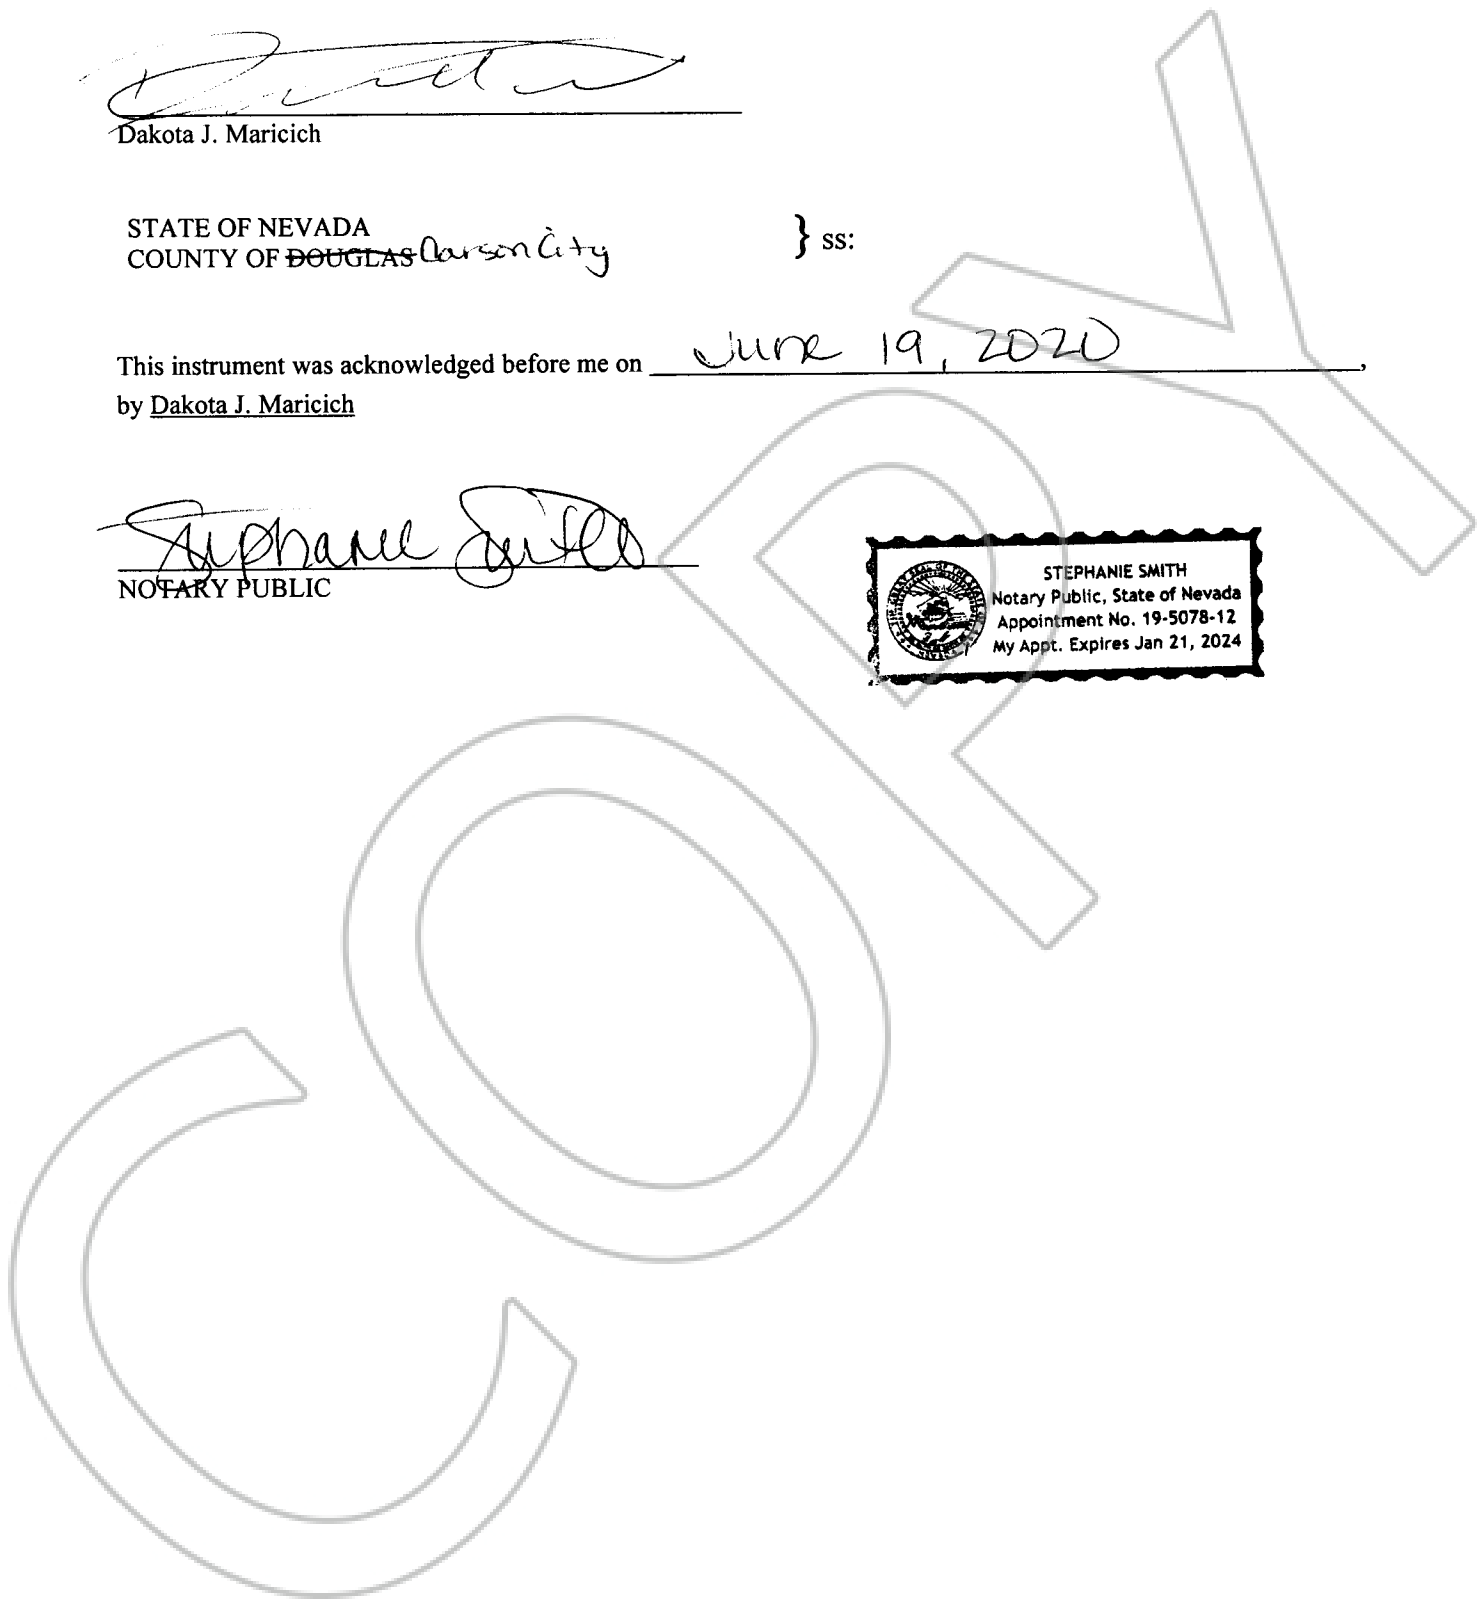 Dakota J. Maricich
STATE OF NEVADA
COUNTY OF DOUGLAS Carson City
} ss:
This instrument was acknowledged before me on June 19, 2020,
by Dakota J. Maricich
Stephanie Smith
NOTARY PUBLIC
STEPHANIE SMITH
Notary Public, State of Nevada
Appointment No. 19-5078-12
My Appt. Expires Jan 21, 2024
COPY